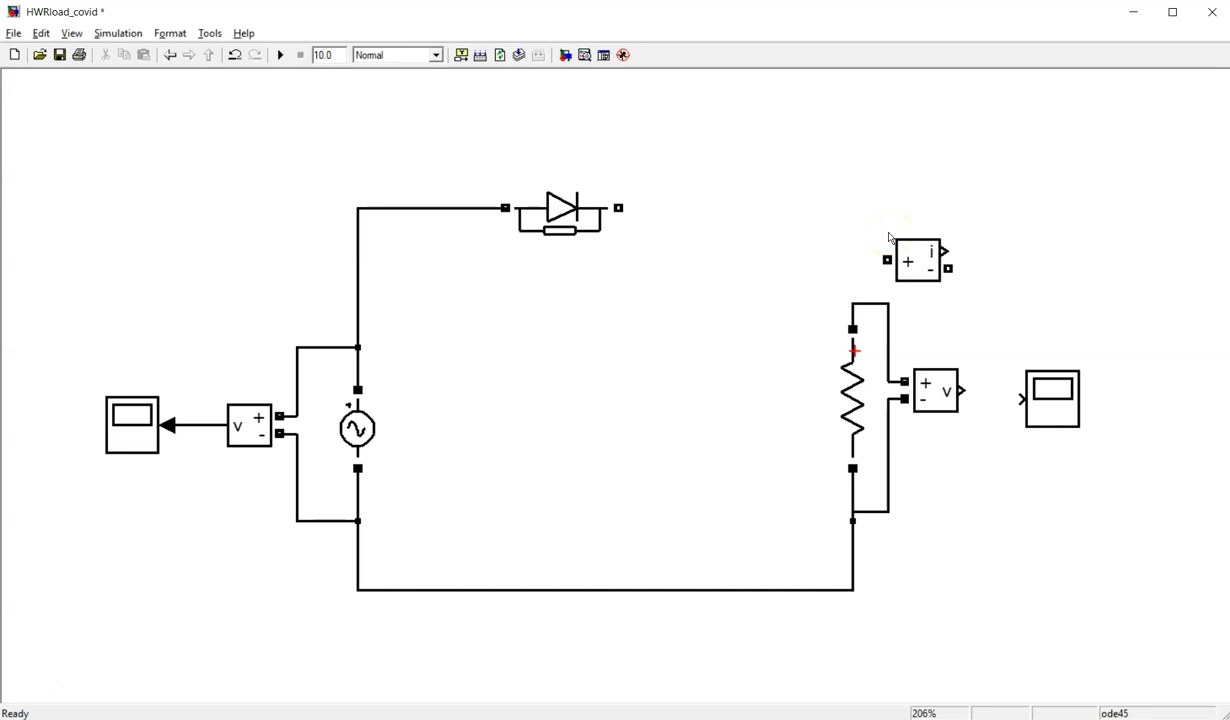 HWRload_covid *
File Edit View Simulation Format Tools Help
10.0 Normal
i
+
-
+
v
-
v
+
-
Ready 206% ode45